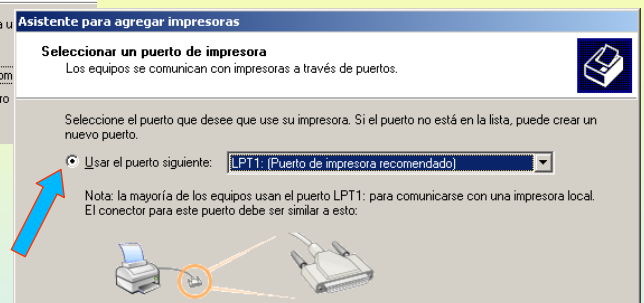 a u
Asistente para agregar impresoras
Seleccionar un puerto de impresora
Los equipos se comunican con impresoras a través de puertos.
om
ro
Seleccione el puerto que desee que use su impresora. Si el puerto no está en la lista, puede crear un
nuevo puerto.
Usar el puerto siguiente: LPT1: (Puerto de impresora recomendado)
Nota: la mayoría de los equipos usan el puerto LPT1: para comunicarse con una impresora local.
El conector para este puerto debe ser similar a esto: